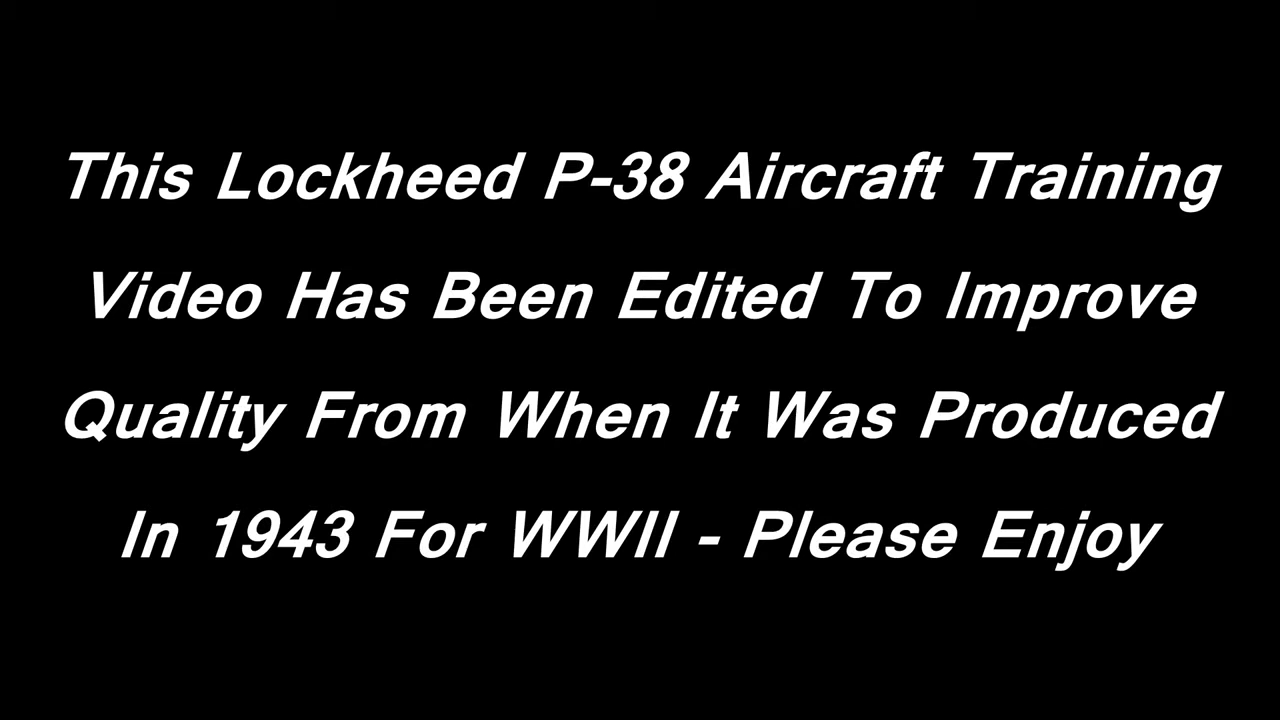 This Lockheed P-38 Aircraft Training
Video Has Been Edited To Improve
Quality From When It Was Produced
In 1943 For WWII - Please Enjoy